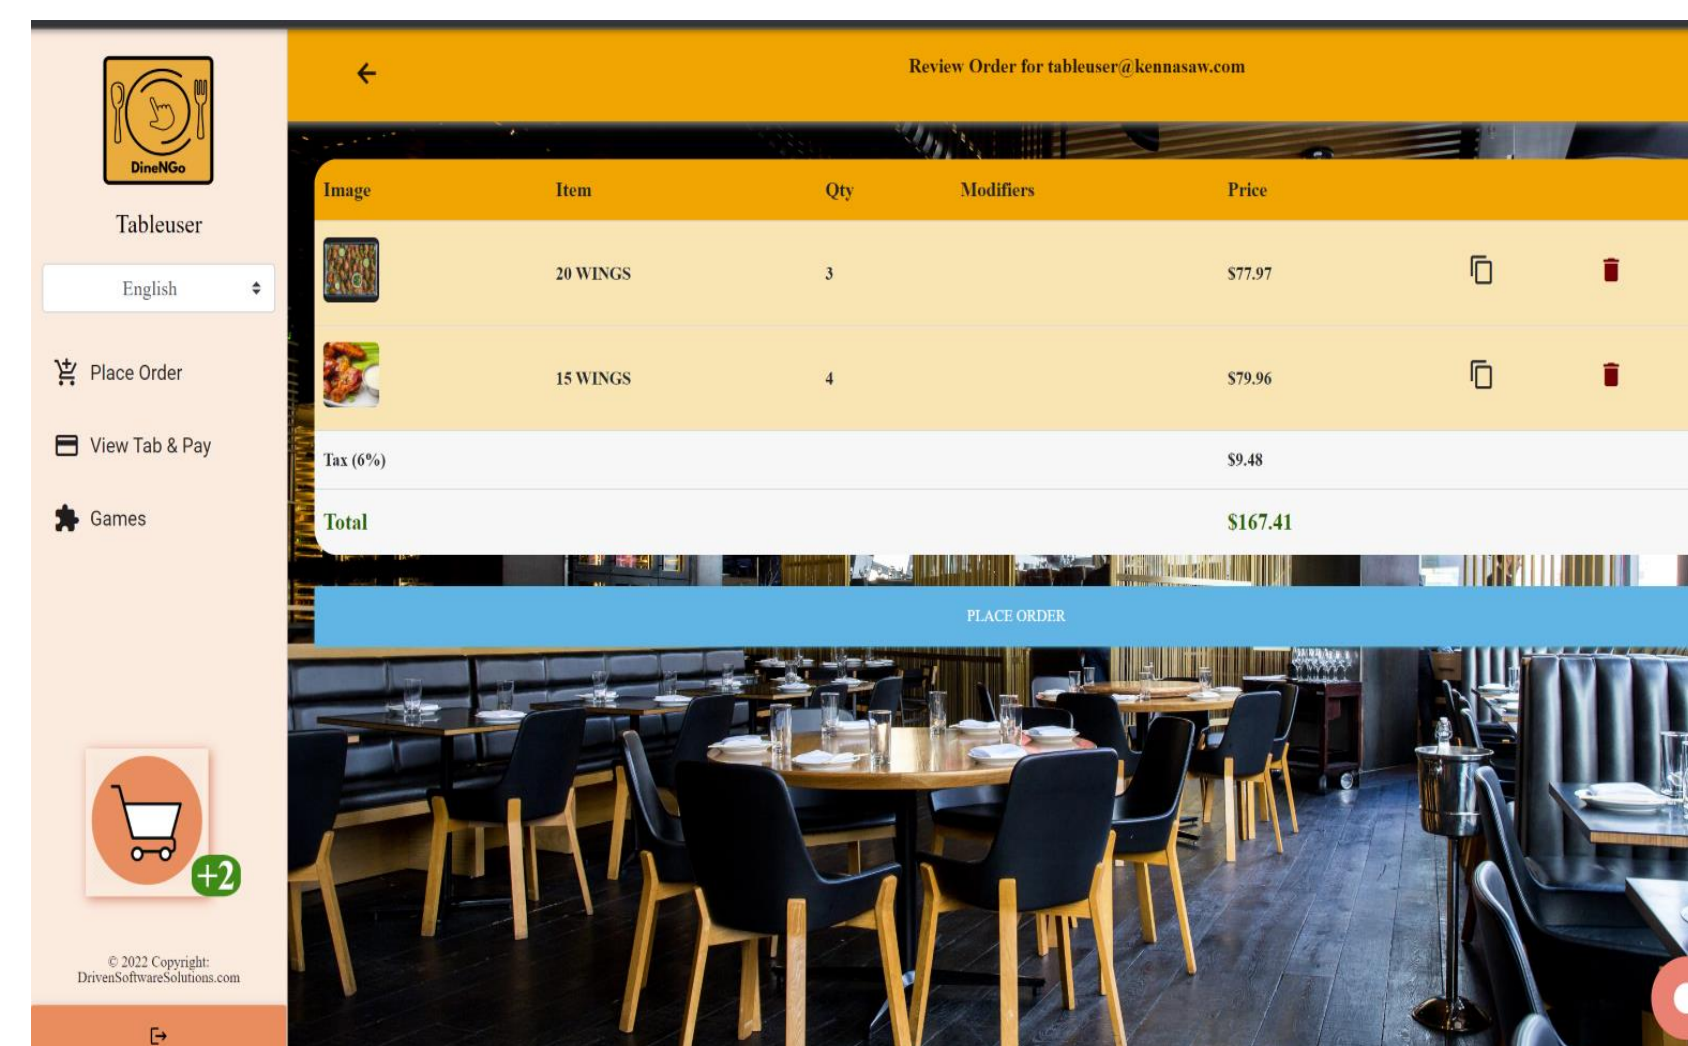 DineNGo
Tableuser
English
Place Order
View Tab & Pay
Games
+2
© 2022 Copyright:
DrivenSoftwareSolutions.com
Review Order for tableuser@kennasaw.com
Image Item Qty Modifiers Price
20 WINGS 3 $77.97
15 WINGS 4 $79.96
Tax (6%) $9.48
Total $167.41
PLACE ORDER